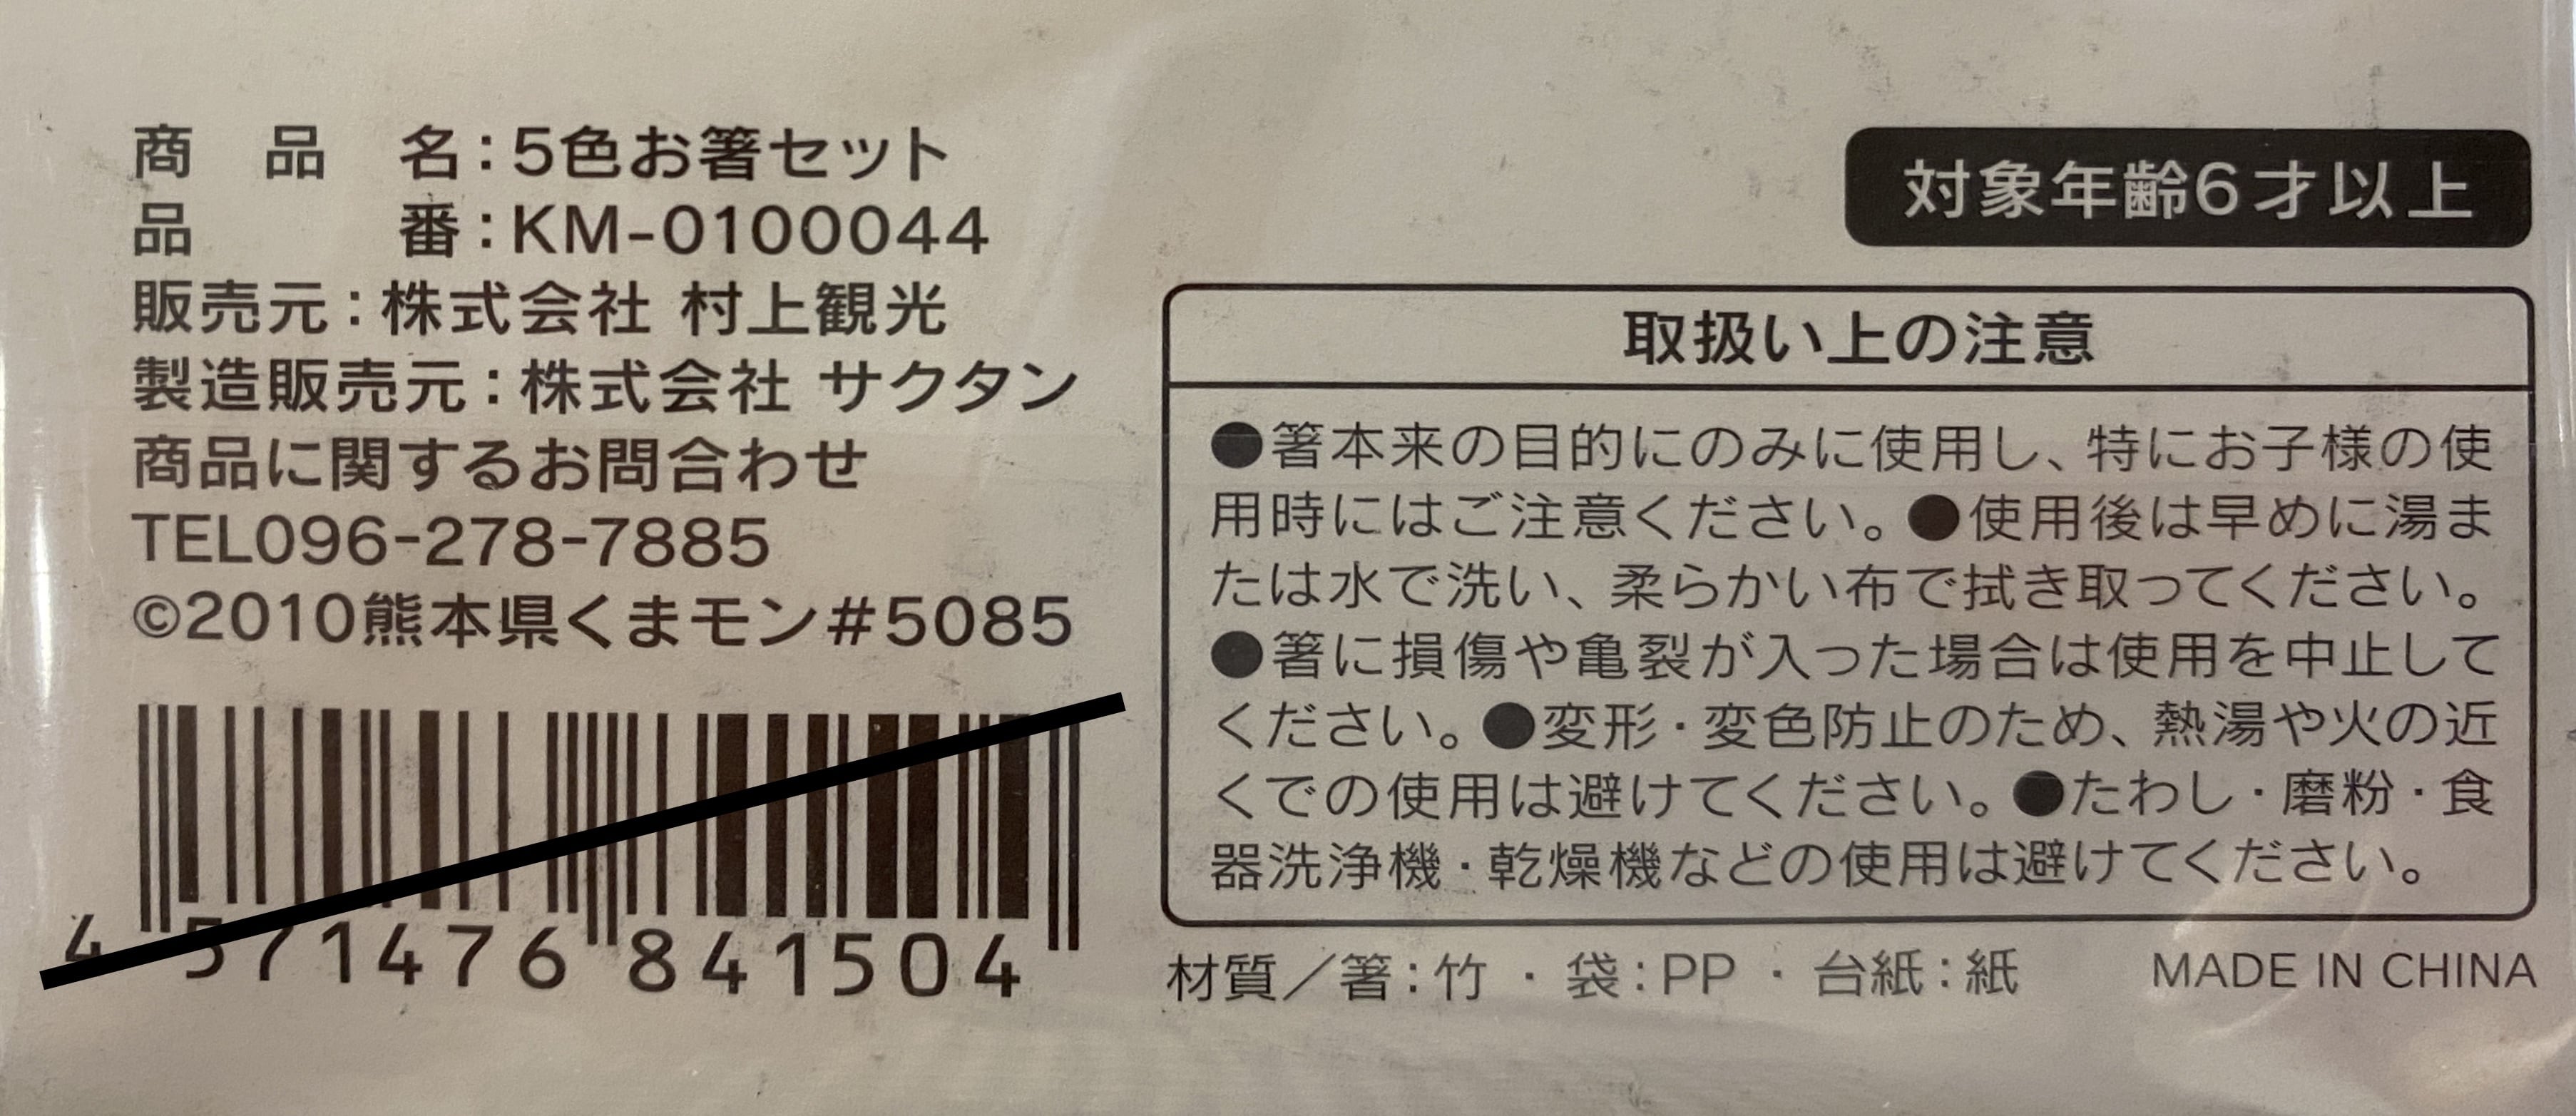 商品名：5色お箸セット
品番：KM-0100044
販売元：株式会社 村上観光
製造販売元：株式会社 サクタン
商品に関するお問合わせ
TEL096-278-7885
©2010熊本県くまモン#5085
4 571476 841504
対象年齢6才以上
取扱い上の注意
●箸本来の目的にのみに使用し、特にお子様の使
用時にはご注意ください。●使用後は早めに湯ま
たは水で洗い、柔らかい布で拭き取ってください。
●箸に損傷や亀裂が入った場合は使用を中止して
ください。●変形・変色防止のため、熱湯や火の近
くでの使用は避けてください。●たわし・磨粉・食
器洗浄機・乾燥機などの使用は避けてください。
材質／箸：竹 ・ 袋：PP ・ 台紙：紙
MADE IN CHINA